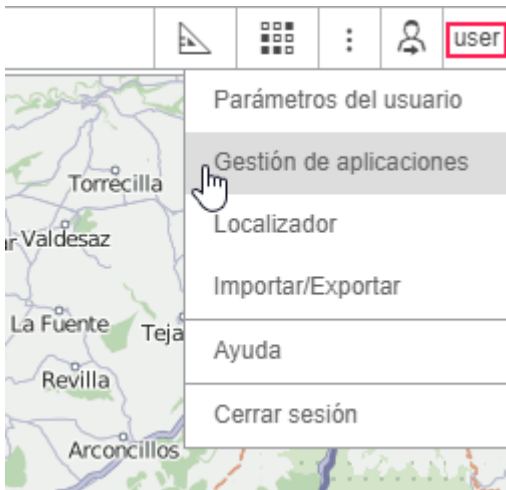 user
Parámetros del usuario
Gestión de aplicaciones
Torrecilla
Localizador
Valdesaz
Importar/Exportar
La Fuente
Ayuda
Revilla
Cerrar sesión
Arconcillos